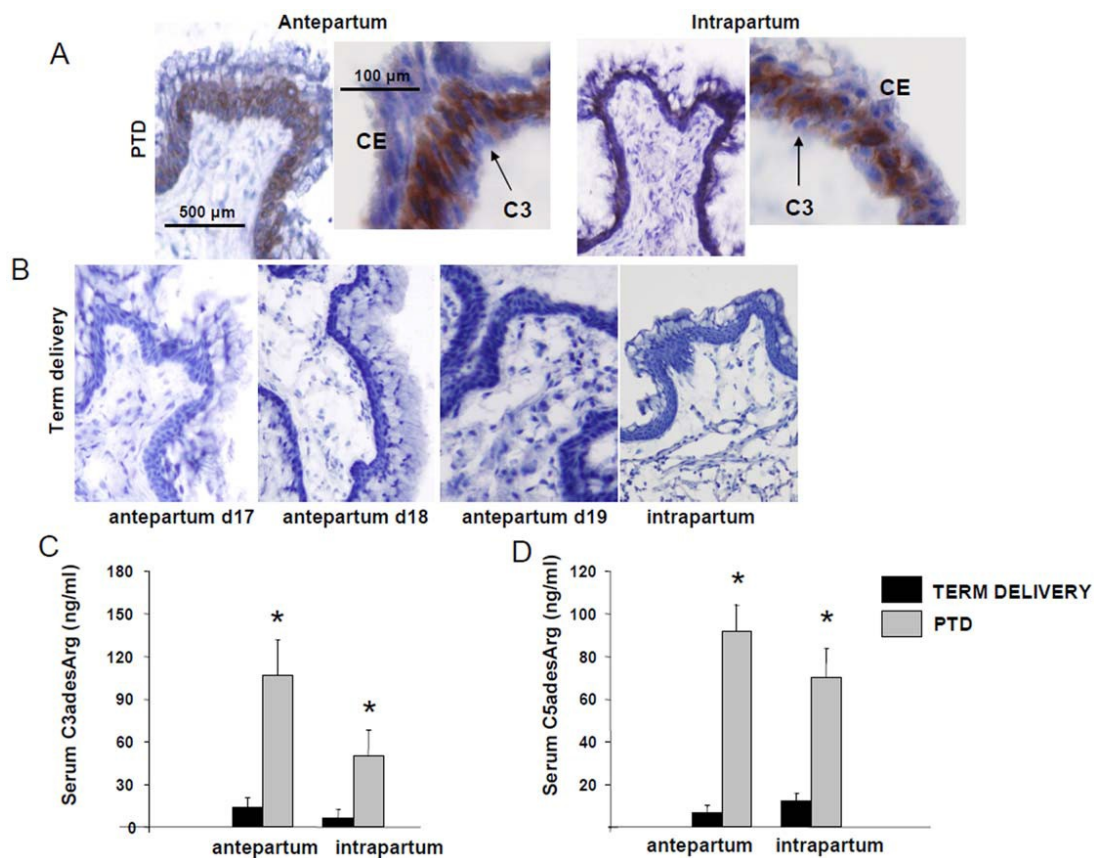 Antepartum
Intrapartum
A
PTD
500 µm
100 µm
CE
C3
CE
C3
B
Term delivery
antepartum d17
antepartum d18
antepartum d19
intrapartum
C
Serum C3adesArg (ng/ml)
180
150
120
90
60
30
0
*
*
antepartum
intrapartum
D
Serum C5adesArg (ng/ml)
120
100
80
60
40
20
*
*
antepartum
intrapartum
TERM DELIVERY
PTD